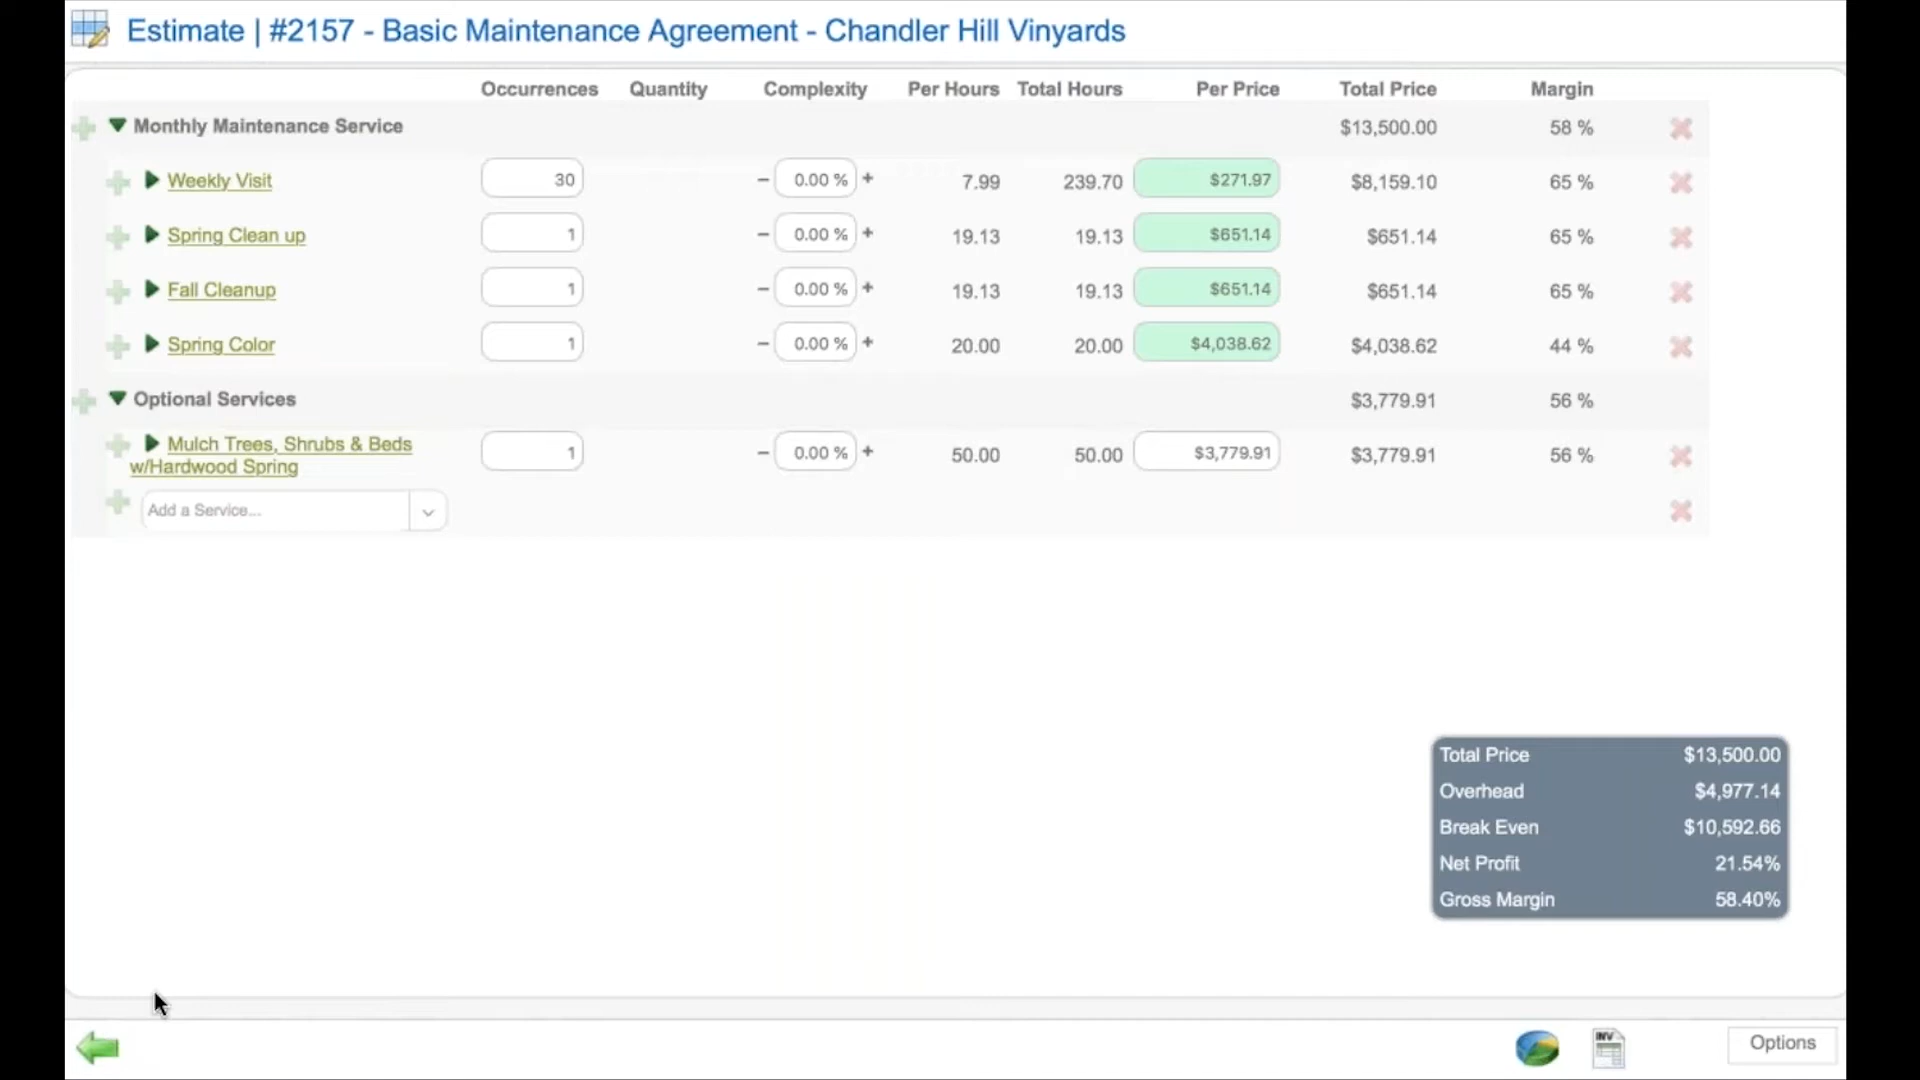 Estimate | #2157 - Basic Maintenance Agreement - Chandler Hill Vinyards
Occurrences Quantity Complexity Per Hours Total Hours Per Price Total Price Margin
Monthly Maintenance Service $13,500.00 58 %
Weekly Visit 30 − 0.00 % + 7.99 239.70 $271.97 $8,159.10 65 %
Spring Clean up 1 − 0.00 % + 19.13 19.13 $651.14 $651.14 65 %
Fall Cleanup 1 − 0.00 % + 19.13 19.13 $651.14 $651.14 65 %
Spring Color 1 − 0.00 % + 20.00 20.00 $4,038.62 $4,038.62 44 %
Optional Services $3,779.91 56 %
Mulch Trees, Shrubs & Beds
w/Hardwood Spring 1 − 0.00 % + 50.00 50.00 $3,779.91 $3,779.91 56 %
Add a Service...
Total Price $13,500.00
Overhead $4,977.14
Break Even $10,592.66
Net Profit 21.54%
Gross Margin 58.40%
INV
Options